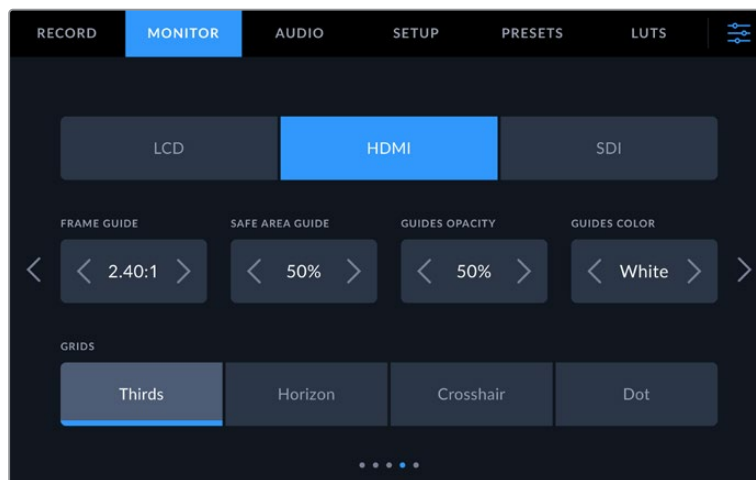 RECORD MONITOR AUDIO SETUP PRESETS LUTS
LCD HDMI SDI
FRAME GUIDE SAFE AREA GUIDE GUIDES OPACITY GUIDES COLOR
2.40:1 50% 50% White
GRIDS
Thirds Horizon Crosshair Dot